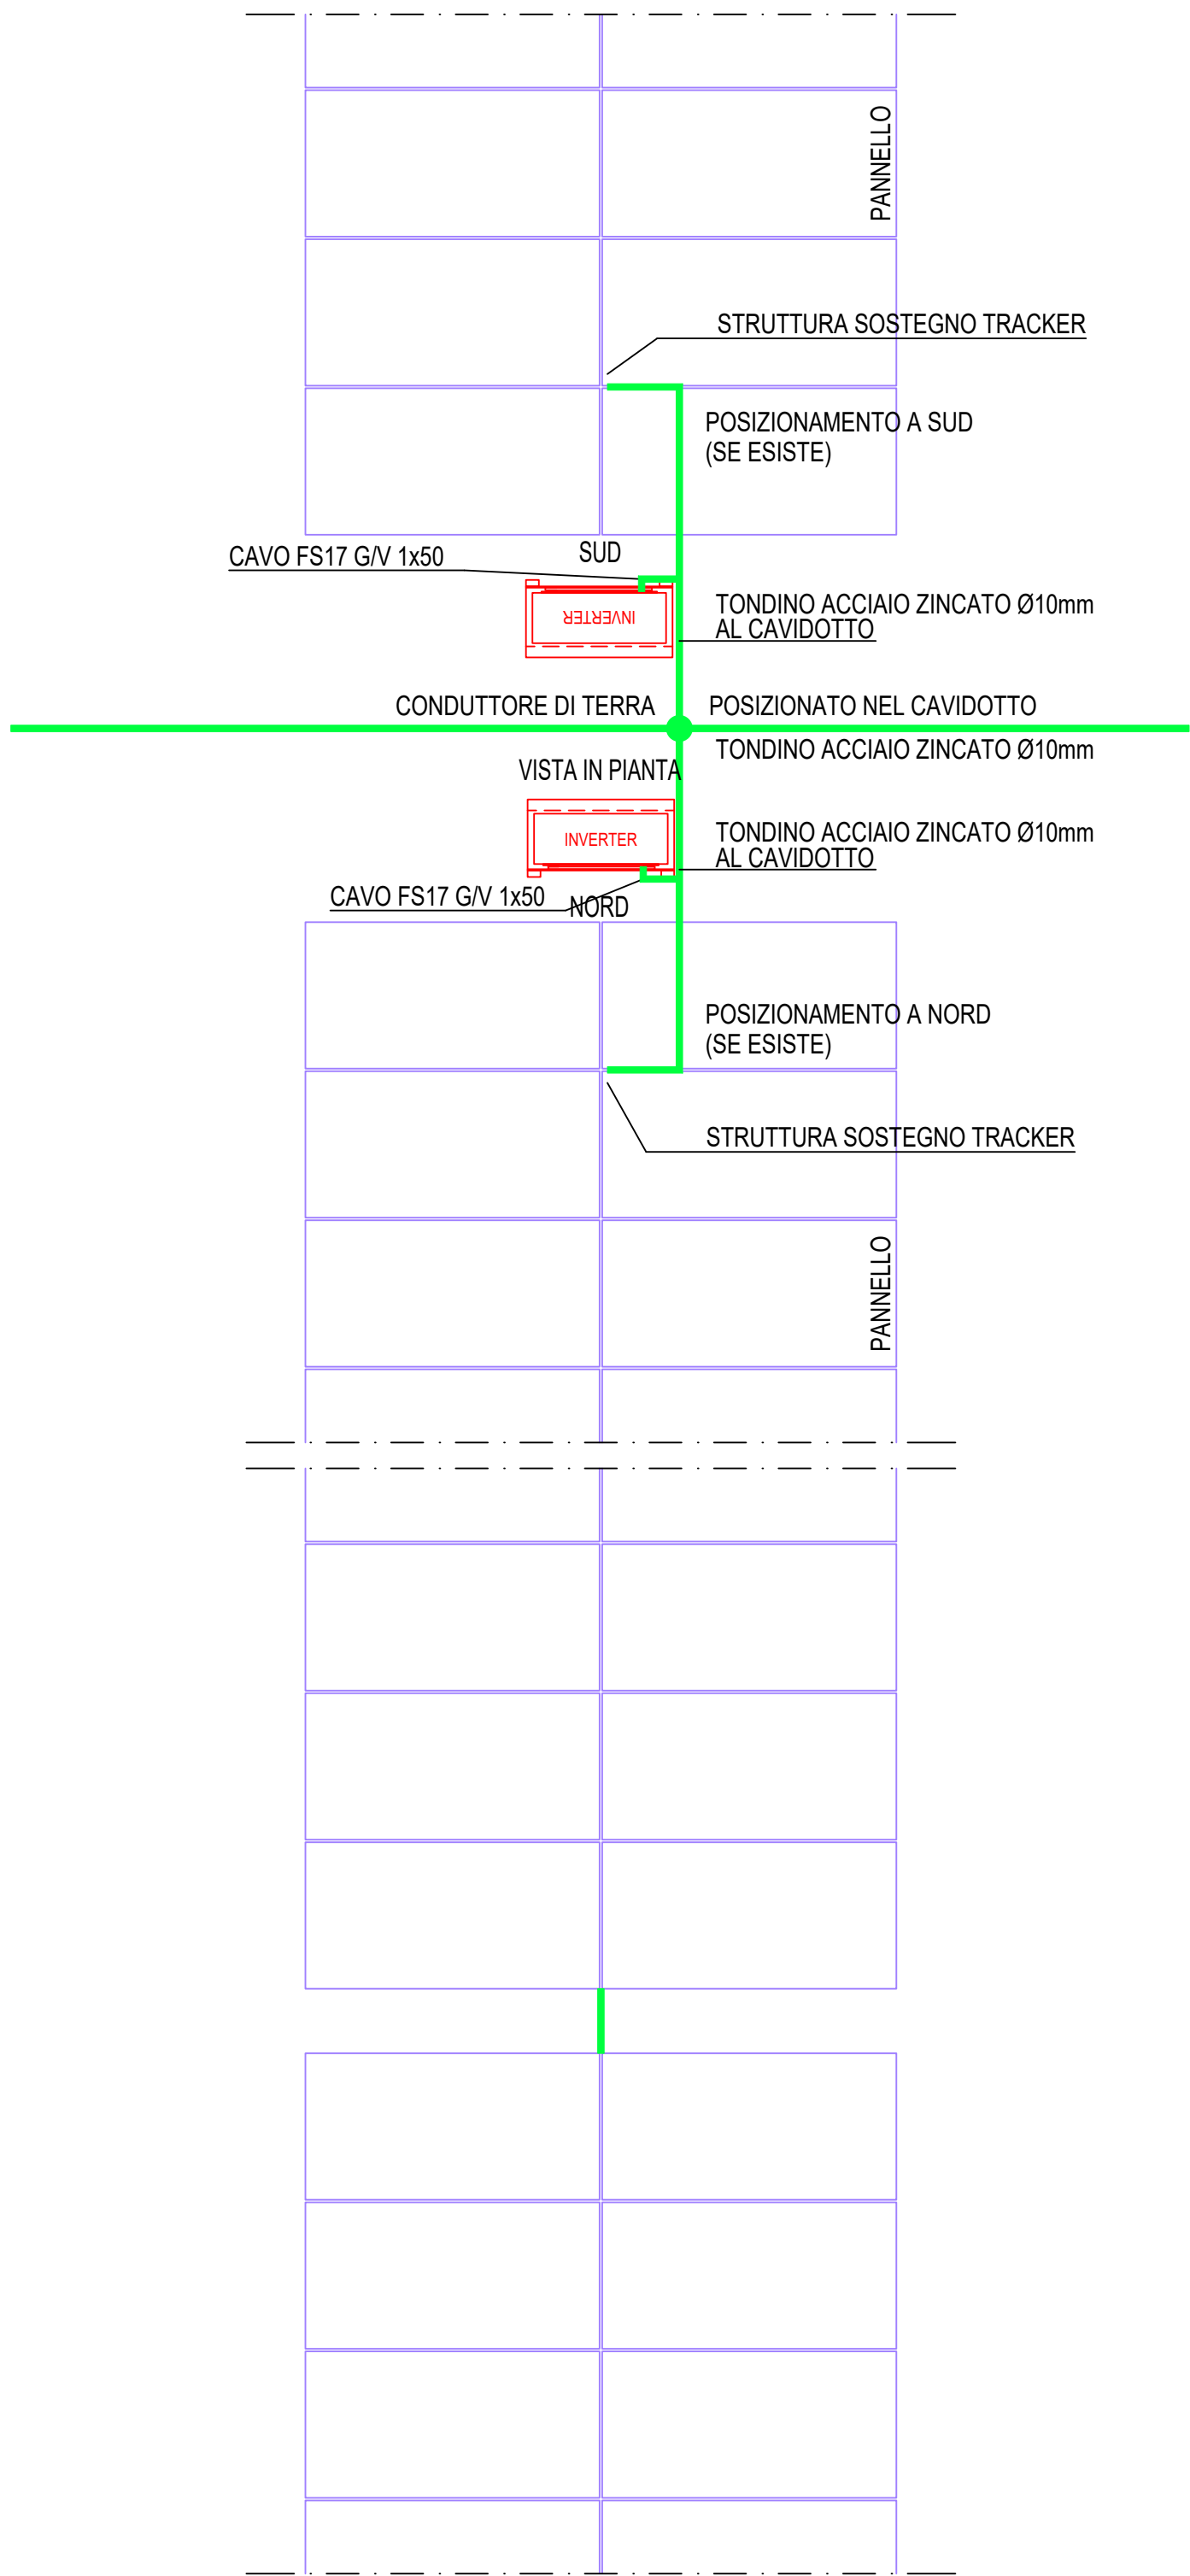 PANNELLO
STRUTTURA SOSTEGNO TRACKER
POSIZIONAMENTO A SUD
(SE ESISTE)
SUD
CAVO FS17 G/V 1x50
INVERTER
TONDINO ACCIAIO ZINCATO Ø10mm
AL CAVIDOTTO
CONDUTTORE DI TERRA
POSIZIONATO NEL CAVIDOTTO
TONDINO ACCIAIO ZINCATO Ø10mm
VISTA IN PIANTA
INVERTER
TONDINO ACCIAIO ZINCATO Ø10mm
AL CAVIDOTTO
CAVO FS17 G/V 1x50
NORD
POSIZIONAMENTO A NORD
(SE ESISTE)
STRUTTURA SOSTEGNO TRACKER
PANNELLO